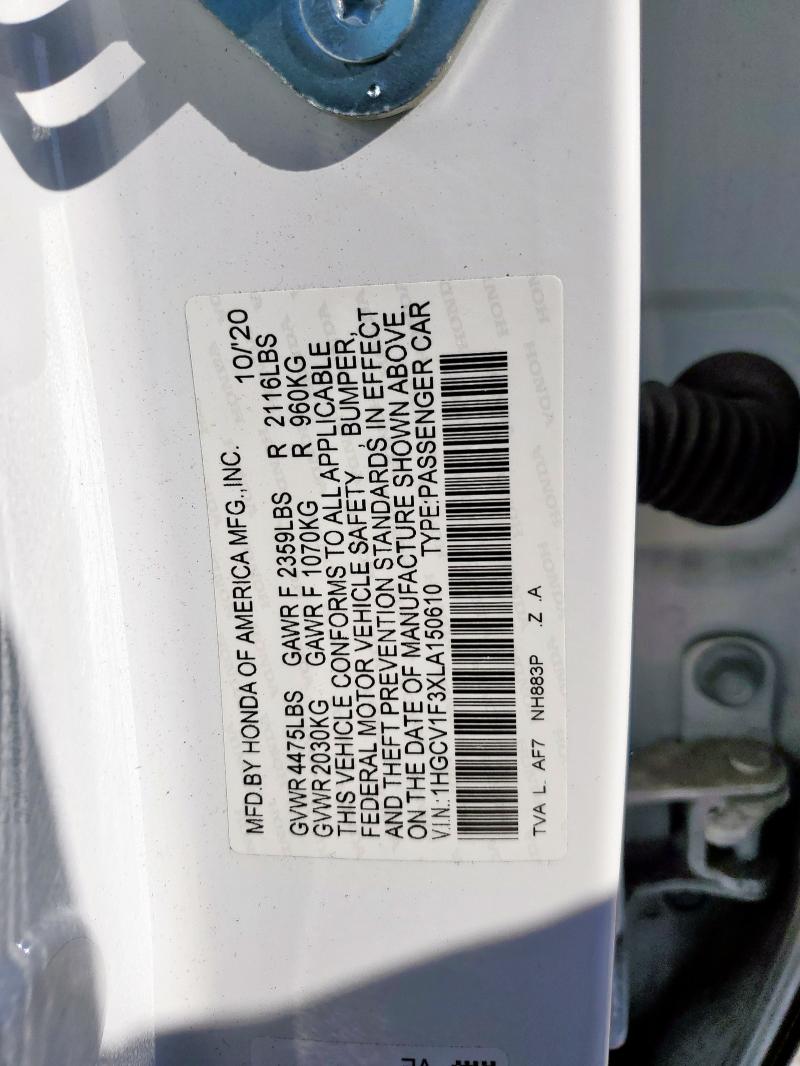 MFD.BY HONDA OF AMERICA MFG.,INC. 10/'20
GVWR 4475LBS GAWR F 2359LBS R 2116LBS
GVWR 2030KG GAWR F 1070KG R 960KG
THIS VEHICLE CONFORMS TO ALL APPLICABLE
FEDERAL MOTOR VEHICLE SAFETY , BUMPER,
AND THEFT PREVENTION STANDARDS IN EFFECT
ON THE DATE OF MANUFACTURE SHOWN ABOVE.
V.I.N.:1HGCV1F3XLA150610 TYPE:PASSENGER CAR
TVA L. AF7 NH883P .Z .A